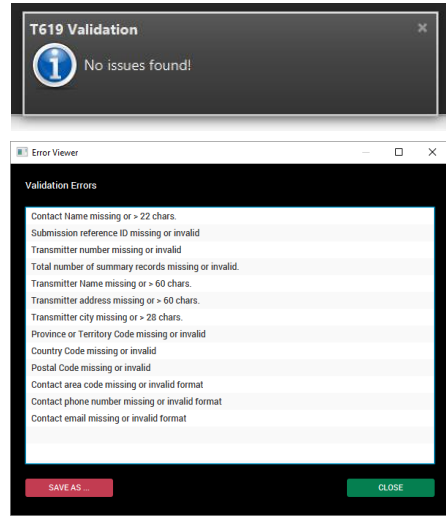 T619 Validation
No issues found!
Error Viewer
Validation Errors
Contact Name missing or > 22 chars.
Submission reference ID missing or invalid
Transmitter number missing or invalid
Total number of summary records missing or invalid.
Transmitter Name missing or > 60 chars.
Transmitter address missing or > 60 chars.
Transmitter city missing or > 28 chars.
Province or Territory Code missing or invalid
Country Code missing or invalid
Postal Code missing or invalid
Contact area code missing or invalid format
Contact phone number missing or invalid format
Contact email missing or invalid format
SAVE AS ... CLOSE